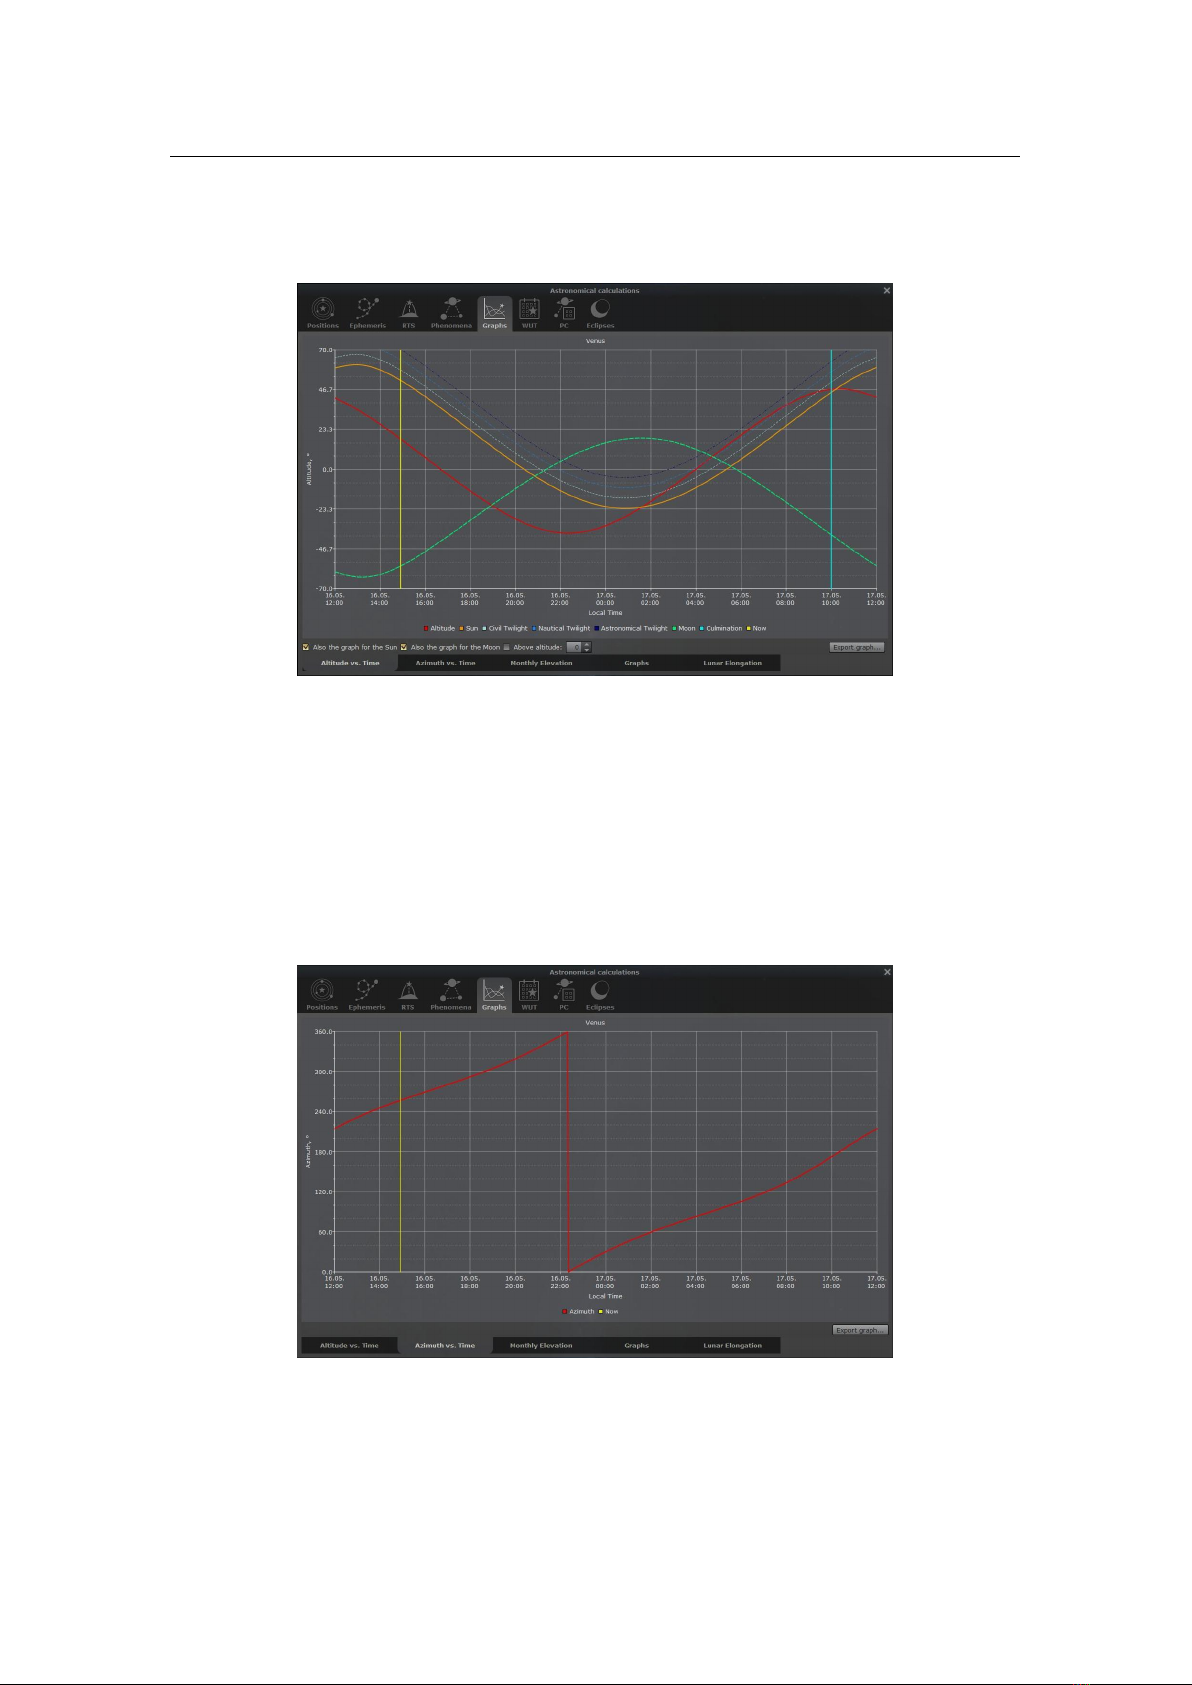 Astronomical calculations
Positions Ephemeris RTS Phenomena Graphs WUT PC Eclipses
Venus
70.0
46.7
23.3
0.0
-23.3
-46.7
-70.0
Altitude, °
16.05. 16.05. 16.05. 16.05. 16.05. 16.05. 17.05. 17.05. 17.05. 17.05. 17.05. 17.05. 17.05.
12:00 14:00 16:00 18:00 20:00 22:00 00:00 02:00 04:00 06:00 08:00 10:00 12:00
Local Time
Altitude Sun Civil Twilight Nautical Twilight Astronomical Twilight Moon Culmination Now
Also the graph for the Sun Also the graph for the Moon Above altitude: 0 Export graph...
Altitude vs. Time Azimuth vs. Time Monthly Elevation Graphs Lunar Elongation
Astronomical calculations
Positions Ephemeris RTS Phenomena Graphs WUT PC Eclipses
Venus
360.0
300.0
240.0
180.0
120.0
60.0
0.0
Azimuth, °
16.05. 16.05. 16.05. 16.05. 16.05. 16.05. 17.05. 17.05. 17.05. 17.05. 17.05. 17.05. 17.05.
12:00 14:00 16:00 18:00 20:00 22:00 00:00 02:00 04:00 06:00 08:00 10:00 12:00
Local Time
Azimuth Now
Export graph...
Altitude vs. Time Azimuth vs. Time Monthly Elevation Graphs Lunar Elongation